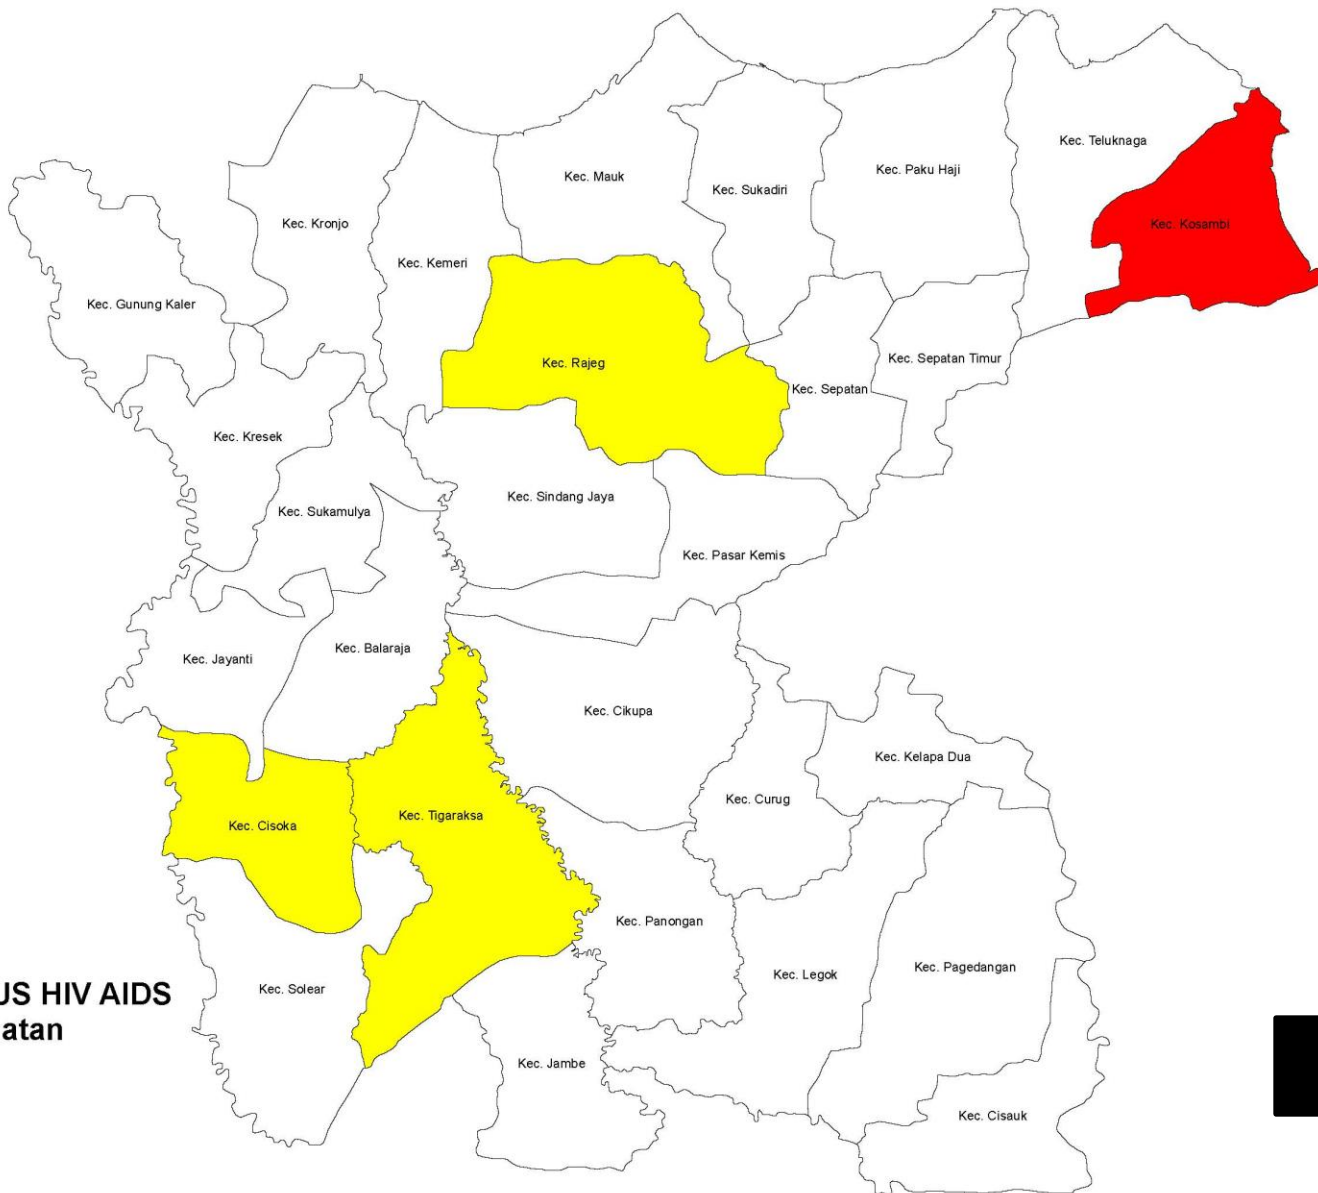 Kec. Teluknaga
Kec. Mauk
Kec. Paku Haji
Kec. Sukadiri
Kec. Kronjo
Kec. Kosambi
Kec. Kemeri
Kec. Gunung Kaler
Kec. Rajeg
Kec. Sepatan Timur
Kec. Sepatan
Kec. Kresek
Kec. Sindang Jaya
Kec. Sukamulya
Kec. Pasar Kemis
Kec. Balaraja
Kec. Jayanti
Kec. Cikupa
Kec. Kelapa Dua
Kec. Curug
Kec. Tigaraksa
Kec. Cisoka
Kec. Panongan
Kec. Pagedangan
Kec. Legok
Kec. Solear
US HIV AIDS
atan
Kec. Jambe
Kec. Cisauk